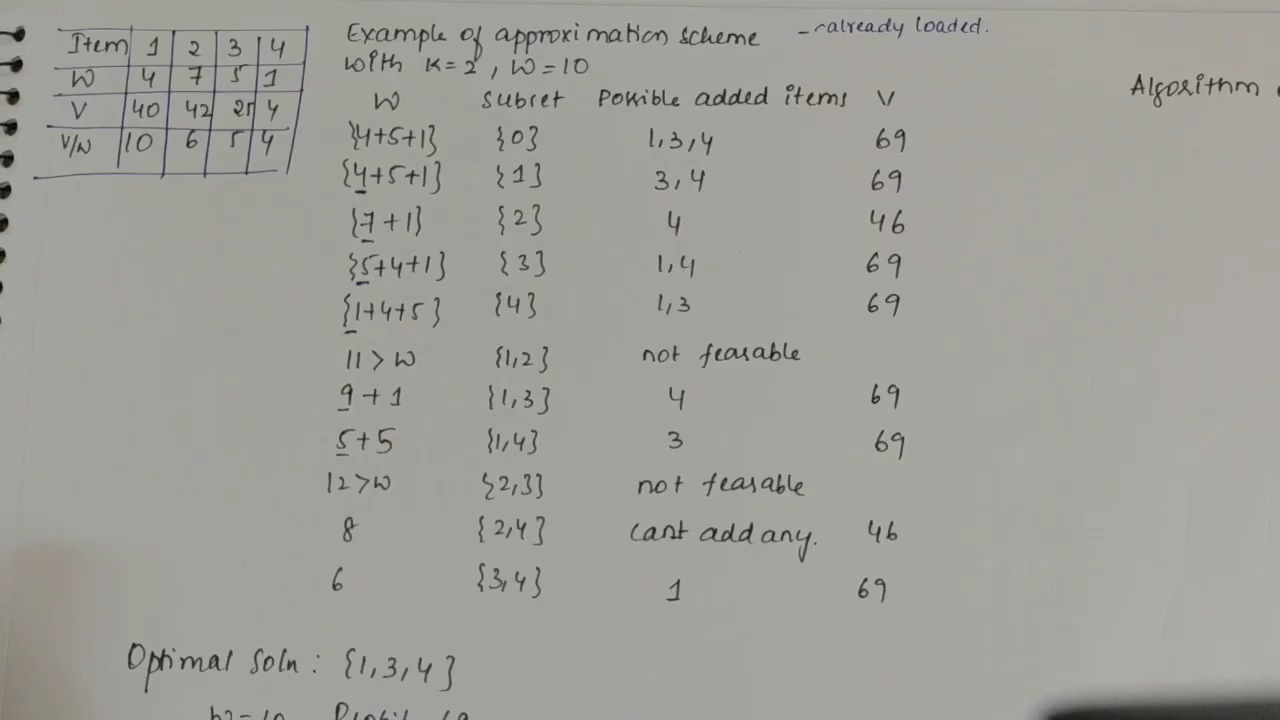 Item 1 2 3 4
W 4 7 5 1
V 40 42 25 4
V/W 10 6 5 4
Example of approximation scheme - already loaded.
with K=2, W=10
W Subset Possible added items V
{4+5+1} {0} 1,3,4 69
{4+5+1} {1} 3,4 69
{7+1} {2} 4 46
{5+4+1} {3} 1,4 69
{1+4+5} {4} 1,3 69
11>W {1,2} not feasable
9+1 {1,3} 4 69
5+5 {1,4} 3 69
12>W {2,3} not feasable
8 {2,4} cant add any. 46
6 {3,4} 1 69
Optimal soln: {1,3,4}
Algorithm